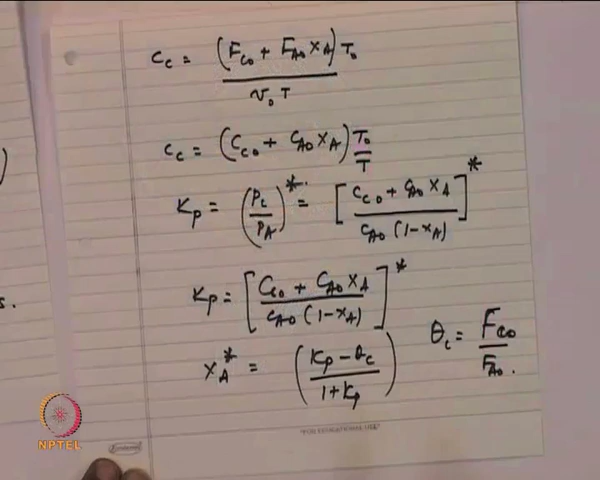 C_C = (F_C0 + F_A0 X_A) T_0 / v_0 T
C_C = (C_C0 + C_A0 X_A) T_0 / T
K_P = (P_C / P_A)^* = [C_C0 + C_A0 X_A / C_A0 (1 - X_A)]^*
K_P = [C_C0 + C_A0 X_A / C_A0 (1 - X_A)]^*
X_A^* = (K_P - θ_C / 1 + K_P) θ_C = F_C0 / F_A0.
)
s.
NPTEL
"FOR EDUCATIONAL USE"